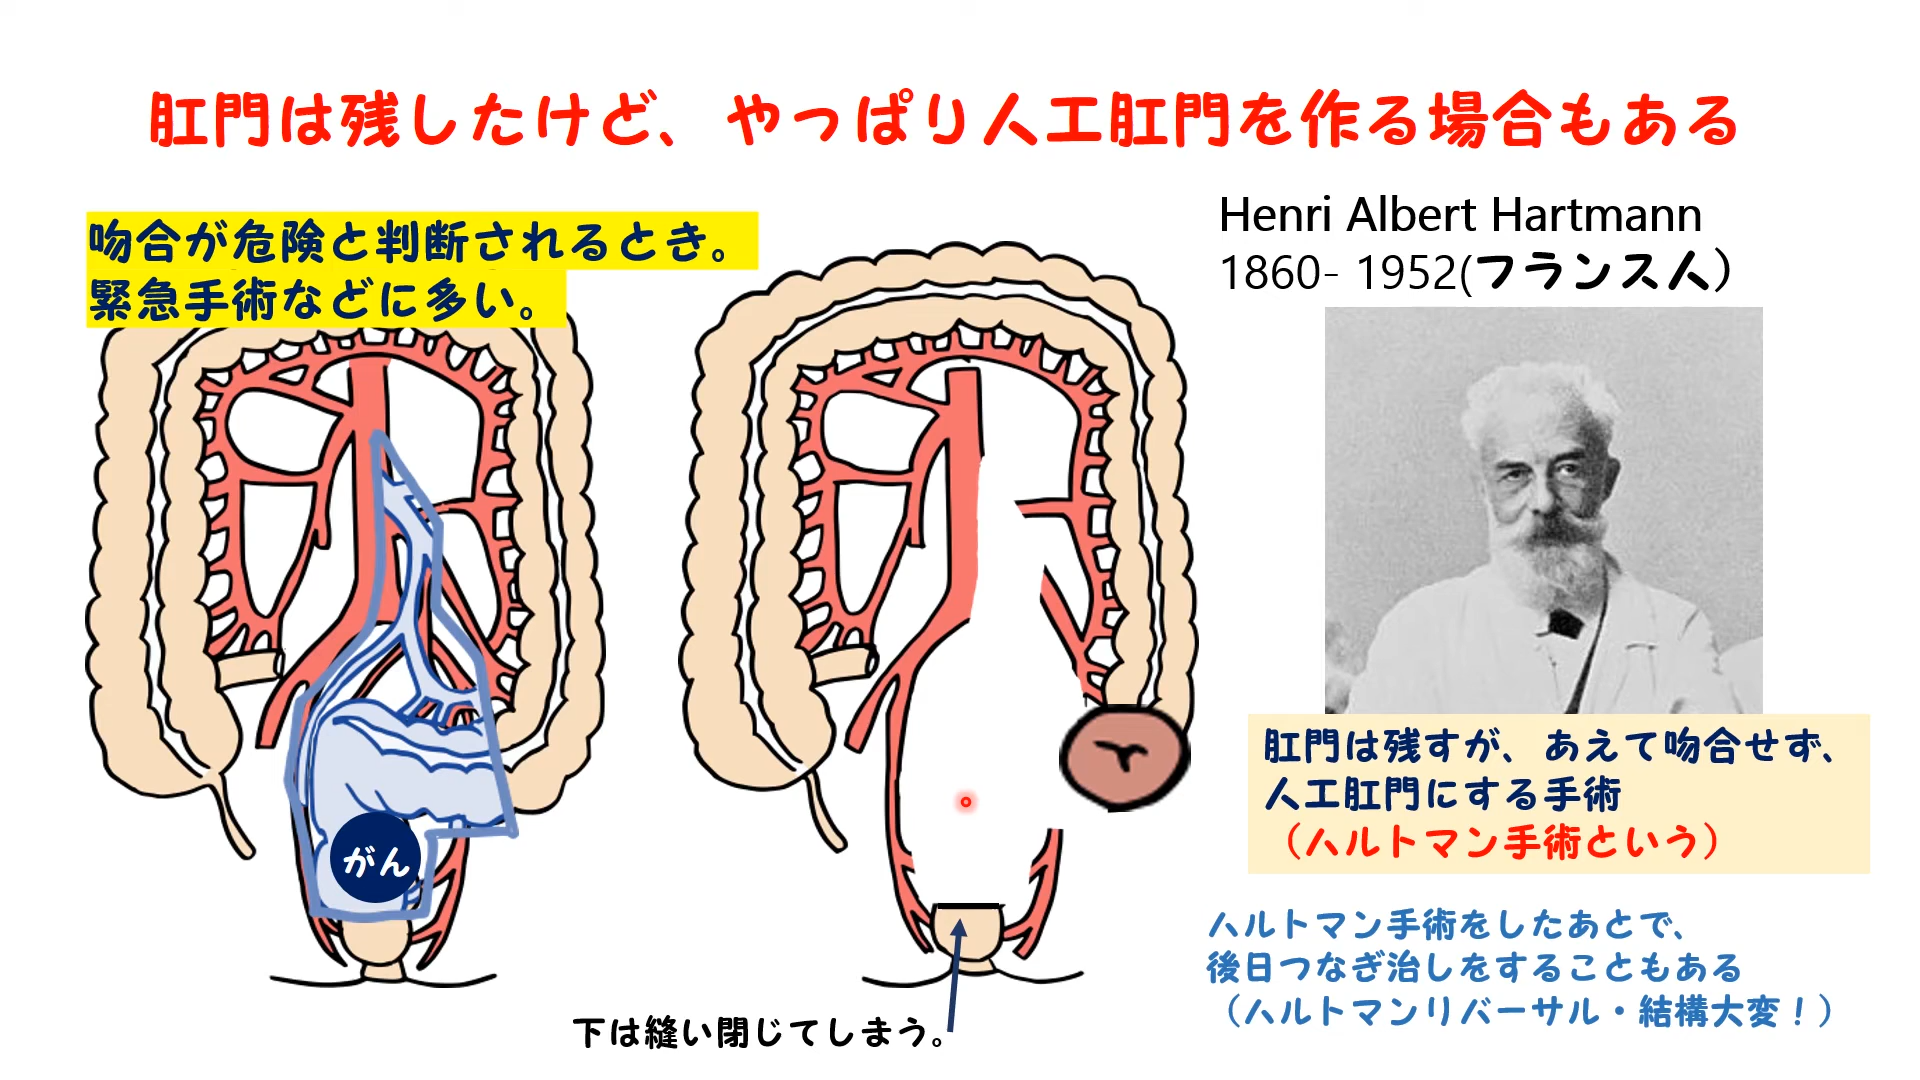 肛門は残したけど、やっぱり人工肛門を作る場合もある
吻合が危険と判断されるとき。
緊急手術などに多い。
Henri Albert Hartmann
1860- 1952(フランス人)
がん
肛門は残すが、あえて吻合せず、
人工肛門にする手術
（ハルトマン手術という）
ハルトマン手術をしたあとで、
後日つなぎ治しをすることもある
（ハルトマンリバーサル・結構大変！）
下は縫い閉じてしまう。